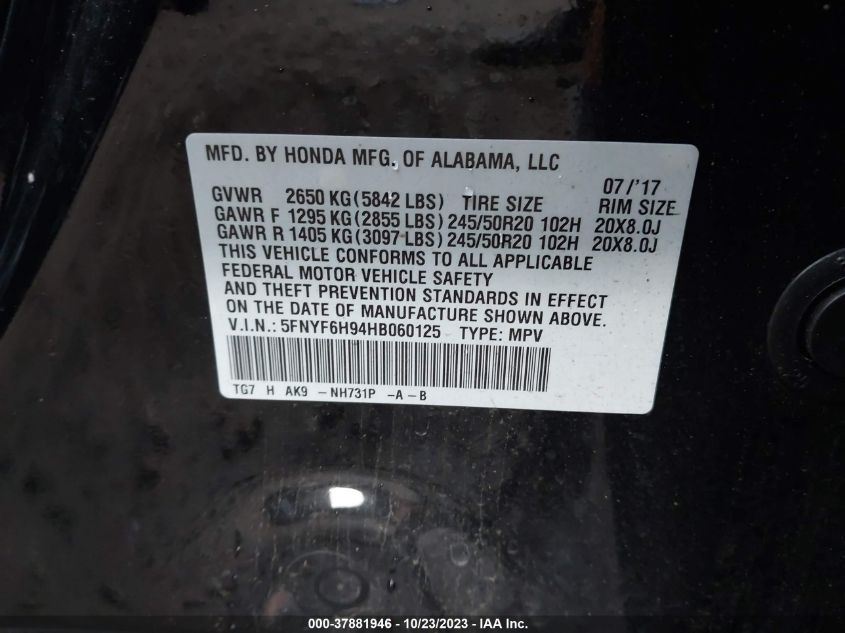 MFD. BY HONDA MFG. OF ALABAMA, LLC
07/'17
GVWR 2650 KG(5842 LBS) TIRE SIZE RIM SIZE
GAWR F 1295 KG(2855 LBS) 245/50R20 102H 20X8.0J
GAWR R 1405 KG(3097 LBS) 245/50R20 102H 20X8.0J
THIS VEHICLE CONFORMS TO ALL APPLICABLE
FEDERAL MOTOR VEHICLE SAFETY
AND THEFT PREVENTION STANDARDS IN EFFECT
ON THE DATE OF MANUFACTURE SHOWN ABOVE.
V.I.N.: 5FNYF6H94HB060125 TYPE: MPV
TG7 H AK9 -NH731P -A-B
000-37881946 | 10/23/2023 - IAA Inc.